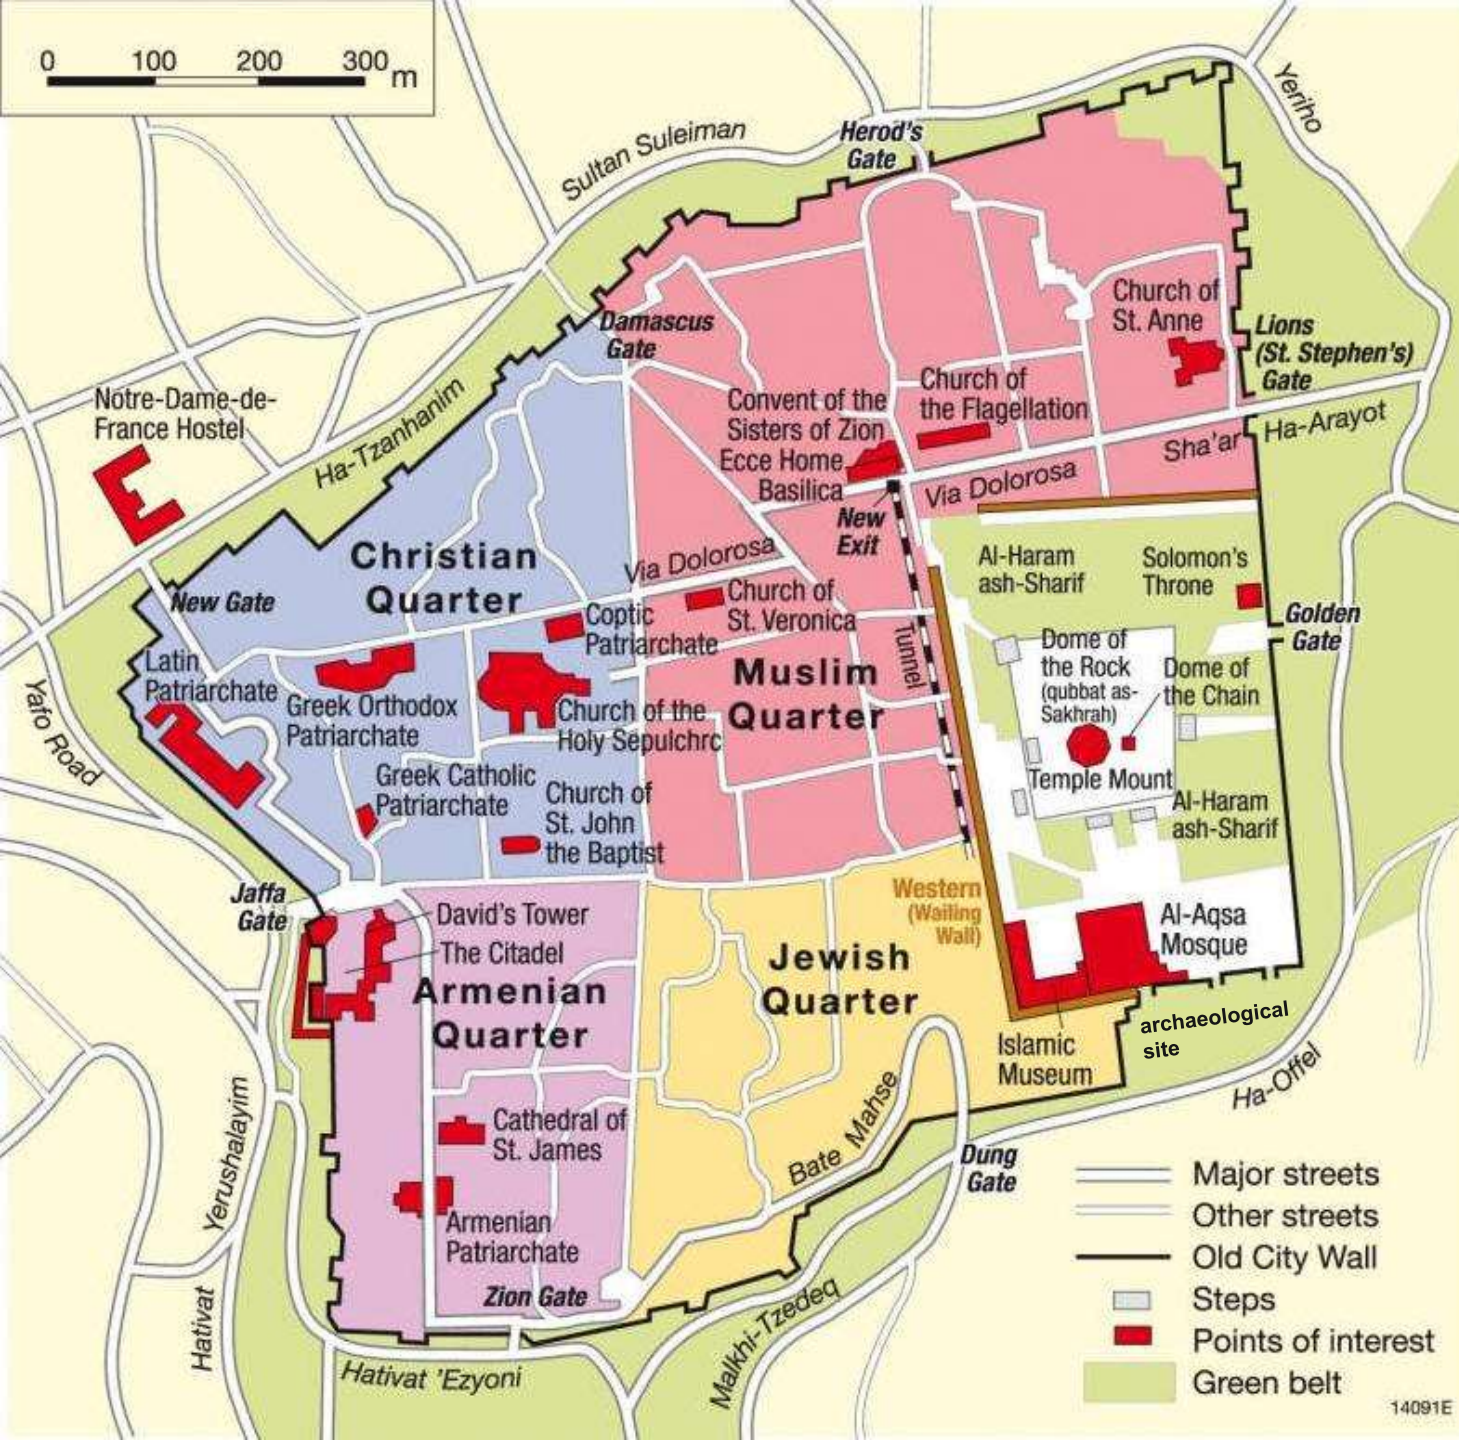 0 100 200 300 m
Sultan Suleiman
Herod's
Gate
Yeriho
Damascus
Gate
Church of
St. Anne
Lions
(St. Stephen's)
Gate
Notre-Dame-de-
France Hostel
Ha-Tzanhanim
Convent of the
Sisters of Zion
Church of
the Flagellation
Ecce Home
Basilica
Sha'ar
Ha-Arayot
Via Dolorosa
New
Exit
Christian
Quarter
Via Dolorosa
Al-Haram
ash-Sharif
Solomon's
Throne
New Gate
Coptic
Patriarchate
Church of
St. Veronica
Tunnel
Golden
Gate
Dome of
the Rock
(qubbat as-
Sakhrah)
Dome of
the Chain
Latin
Patriarchate
Greek Orthodox
Patriarchate
Muslim
Quarter
Church of the
Holy Sepulchrc
Yafo Road
Temple Mount
Greek Catholic
Patriarchate
Church of
St. John
the Baptist
Al-Haram
ash-Sharif
Jaffa
Gate
Western
(Wailing
Wall)
David's Tower
The Citadel
Al-Aqsa
Mosque
Armenian
Quarter
Jewish
Quarter
archaeological
site
Islamic
Museum
Ha-Offel
Yerushalayim
Cathedral of
St. James
Bate Mahse
Dung
Gate
Armenian
Patriarchate
Zion Gate
Hativat
Hativat 'Ezyoni
Malkhi-Tzedeq
Major streets
Other streets
Old City Wall
Steps
Points of interest
Green belt
14091E